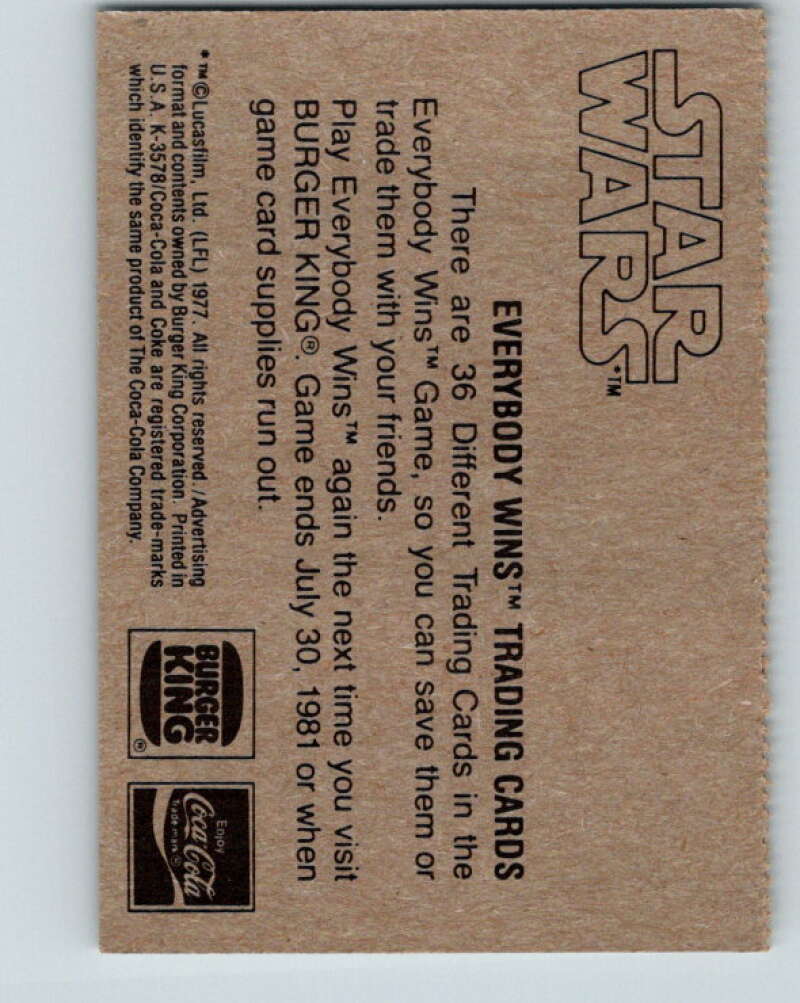 STAR
WARS*™
EVERYBODY WINS™ TRADING CARDS
There are 36 Different Trading Cards in the
Everybody Wins™ Game, so you can save them or
trade them with your friends.
Play Everybody Wins™ again the next time you visit
BURGER KING®. Game ends July 30, 1981 or when
game card supplies run out.
* ™©Lucasfilm, Ltd. (LFL) 1977. All rights reserved./Advertising
format and contents owned by Burger King Corporation. Printed in
U.S.A. K-3578/Coca-Cola and Coke are registered trade-marks
which identify the same product of The Coca-Cola Company.
BURGER
KING®
Enjoy
Coca-Cola
Trade-mark®